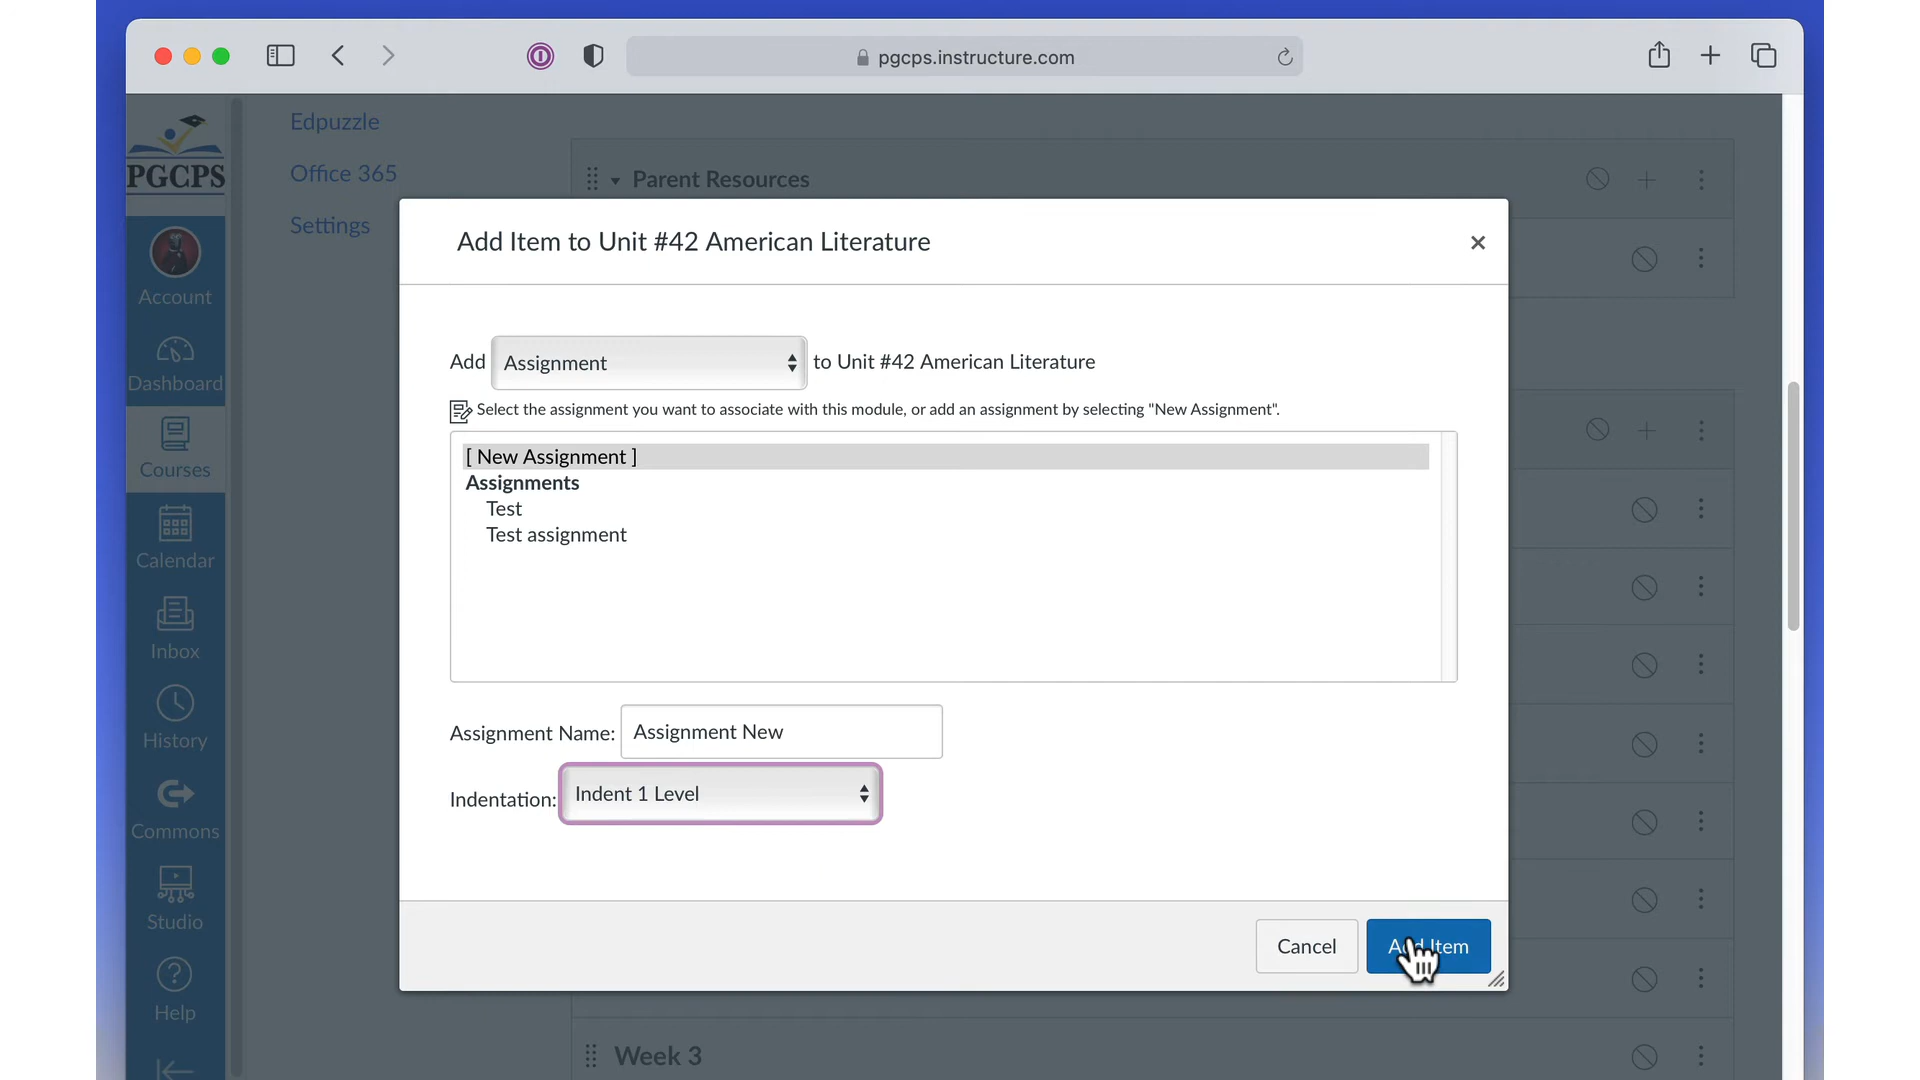 pgcps.instructure.com
PGCPS
Edpuzzle
Office 365
Settings
Account
Dashboard
Courses
Calendar
Inbox
History
Commons
Studio
Help
Parent Resources
Add Item to Unit #42 American Literature
Add Assignment to Unit #42 American Literature
Select the assignment you want to associate with this module, or add an assignment by selecting "New Assignment".
[ New Assignment ]
Assignments
Test
Test assignment
Assignment Name: Assignment New
Indentation: Indent 1 Level
Cancel Add Item
Week 3